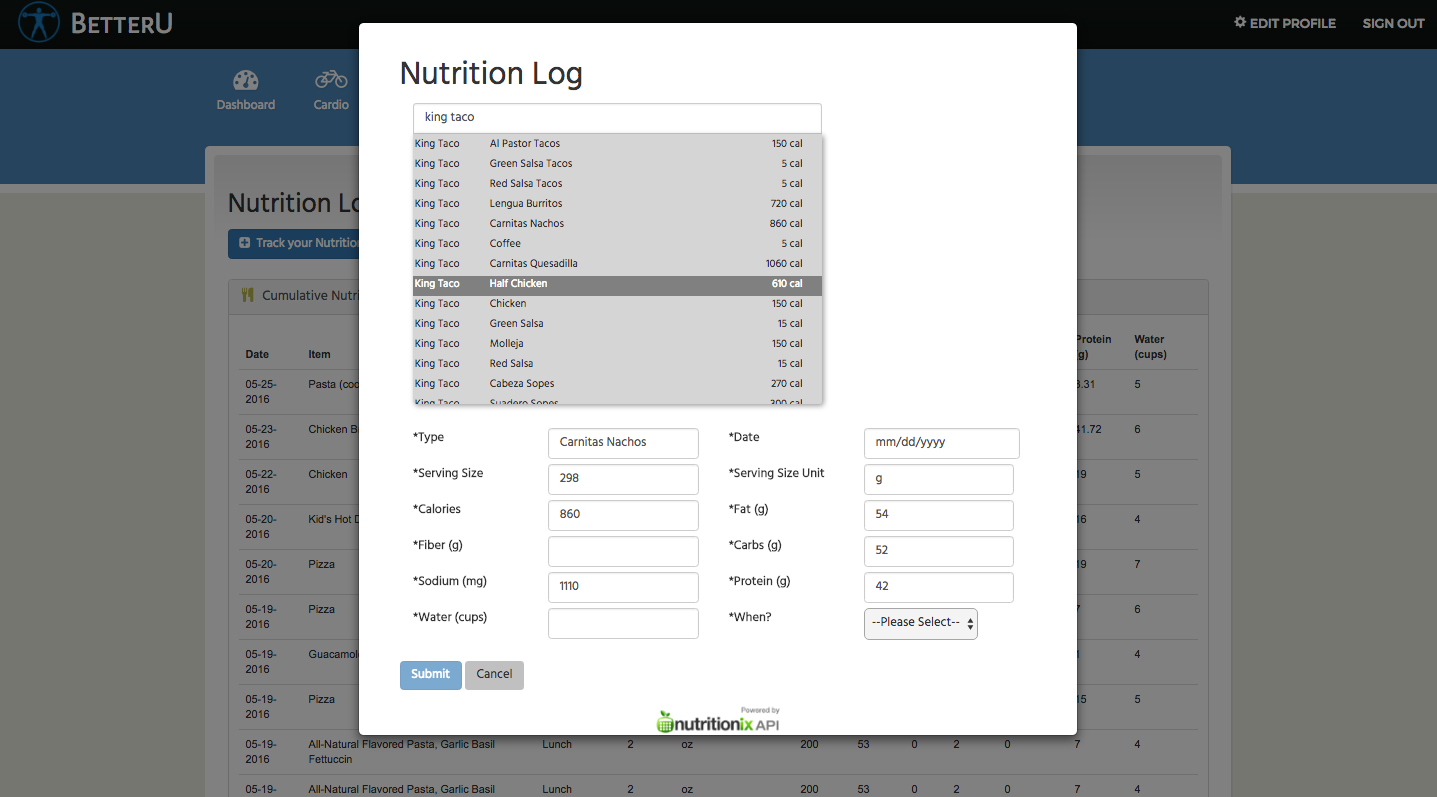 BETTERU
EDIT PROFILE
SIGN OUT
Dashboard
Cardio
Nutrition Log
king taco
King Taco Al Pastor Tacos 150 cal
King Taco Green Salsa Tacos 5 cal
King Taco Red Salsa Tacos 5 cal
King Taco Lengua Burritos 720 cal
King Taco Carnitas Nachos 860 cal
King Taco Coffee 5 cal
King Taco Carnitas Quesadilla 1060 cal
King Taco Half Chicken 610 cal
King Taco Chicken 150 cal
King Taco Green Salsa 15 cal
King Taco Molleja 150 cal
King Taco Red Salsa 15 cal
King Taco Cabeza Sopes 270 cal
King Taco Suadero Sopes 300 cal
*Type Carnitas Nachos *Date mm/dd/yyyy
*Serving Size 298 *Serving Size Unit g
*Calories 860 *Fat (g) 54
*Fiber (g) *Carbs (g) 52
*Sodium (mg) 1110 *Protein (g) 42
*Water (cups) *When? --Please Select--
Submit Cancel
Powered by
nutritionix API
Nutrition Lo
Track your Nutrition
Cumulative Nutri
Date Item Protein Water
g) (cups)
05-25- Pasta (coo 3.31 5
2016
05-23- Chicken B 41.72 6
2016
05-22- Chicken 19 5
2016
05-20- Kid's Hot D 16 4
2016
05-20- Pizza 19 7
2016
05-19- Pizza 7 6
2016
05-19- Guacamol 4
2016
05-19- Pizza 15 5
2016
05-19- All-Natural Flavored Pasta, Garlic Basil Lunch 2 oz 200 53 0 2 0 7 4
2016 Fettuccin
05-19- All-Natural Flavored Pasta, Garlic Basil Lunch 2 oz 200 53 0 2 0 7 4